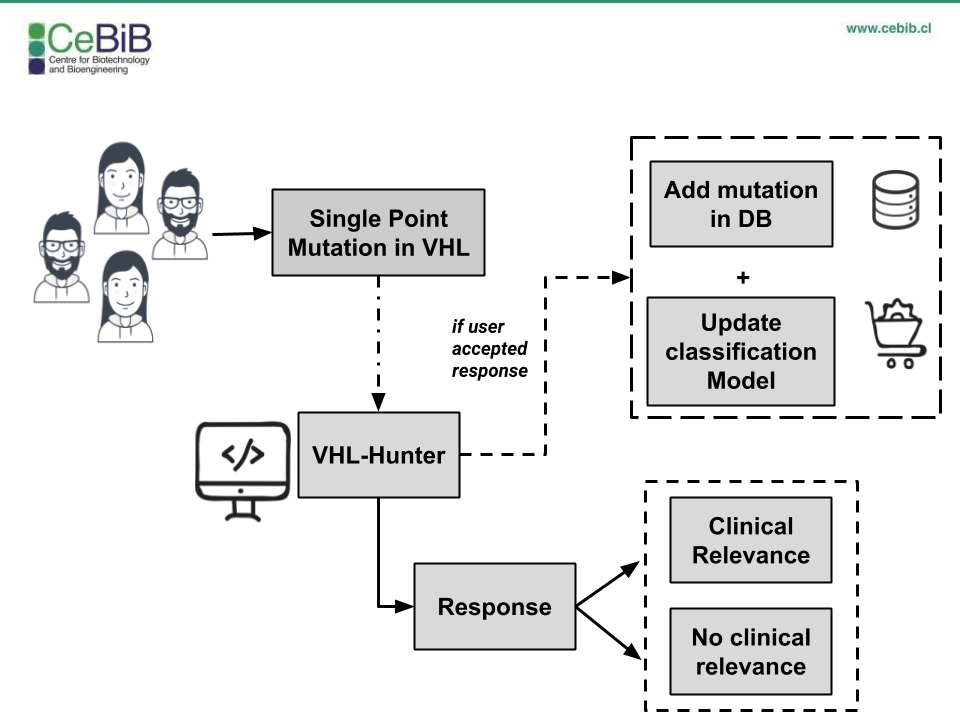 CeBiB
Centre for Biotechnology
and Bioengineering
www.cebib.cl
Single Point
Mutation in VHL
Add mutation
in DB
+
Update
classification
Model
if user
accepted
response
</>
VHL-Hunter
Response
Clinical
Relevance
No clinical
relevance